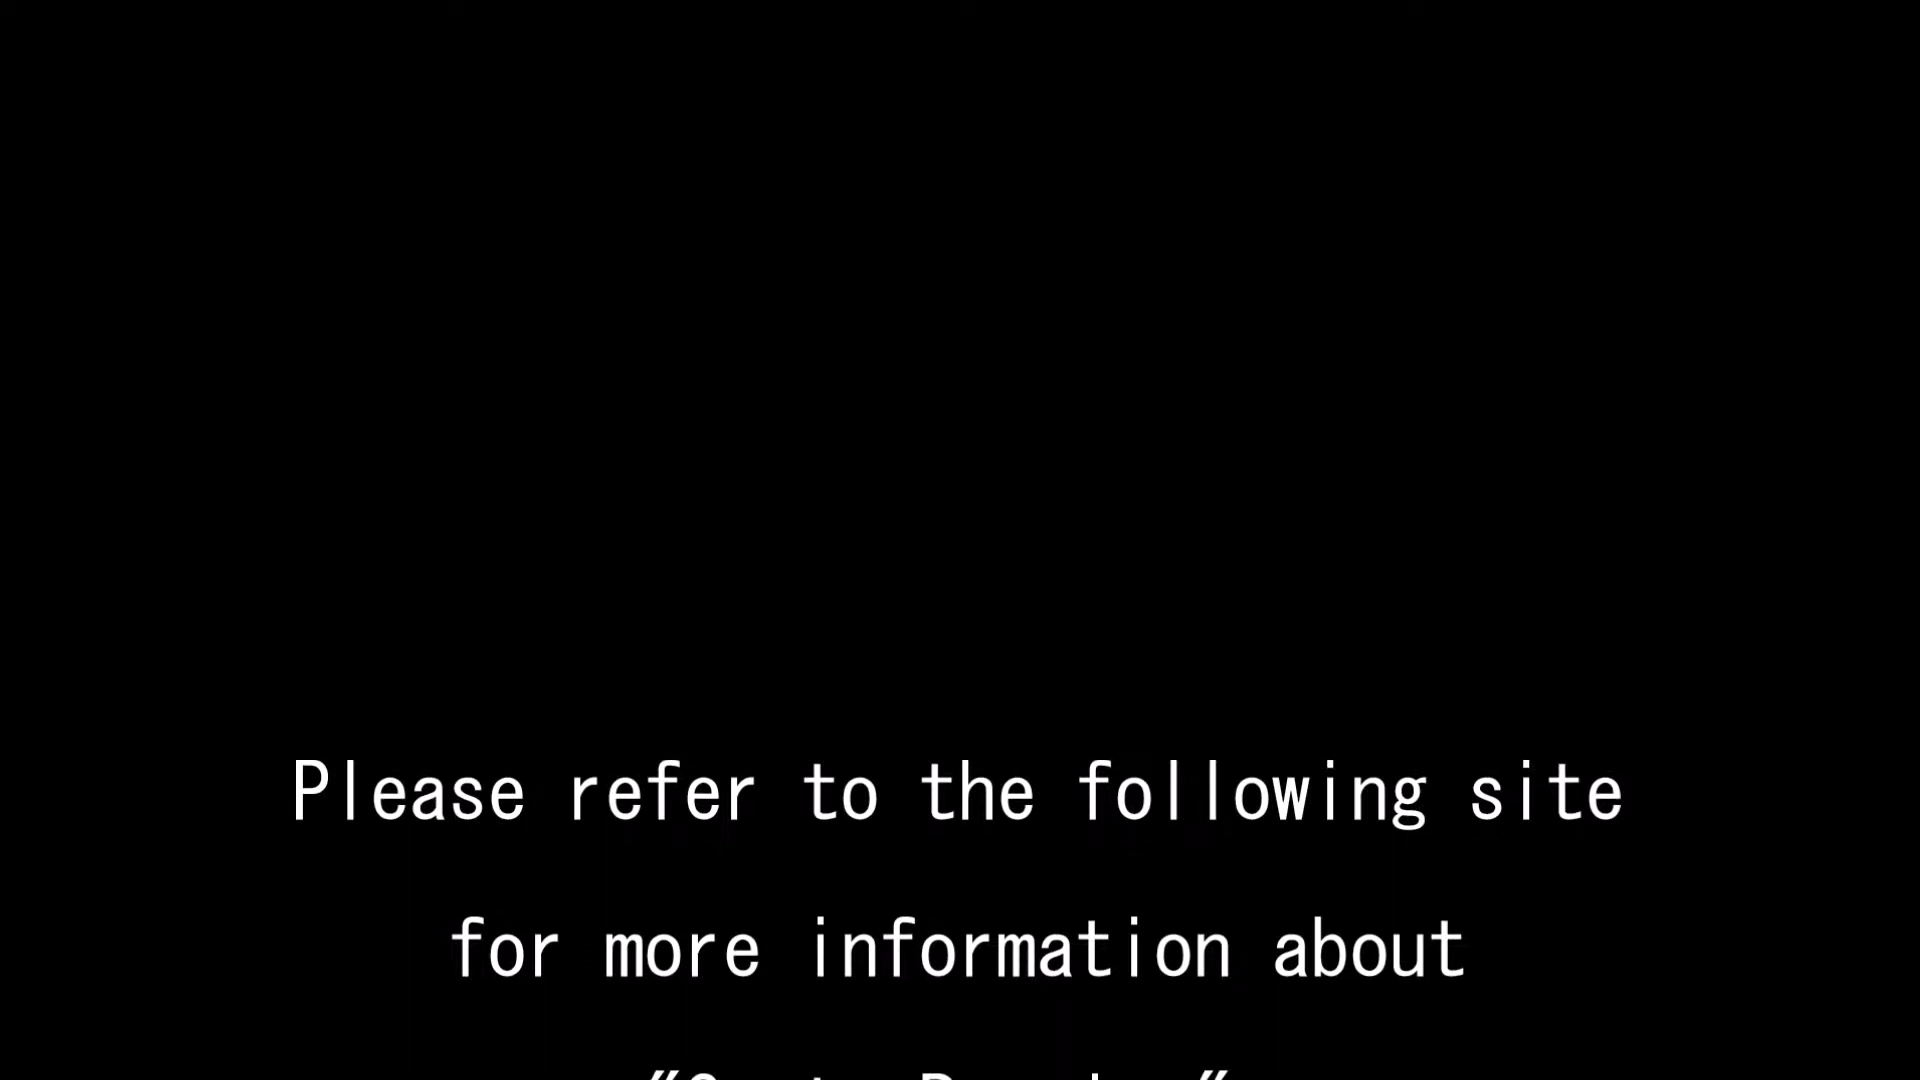 Please refer to the following site
for more information about